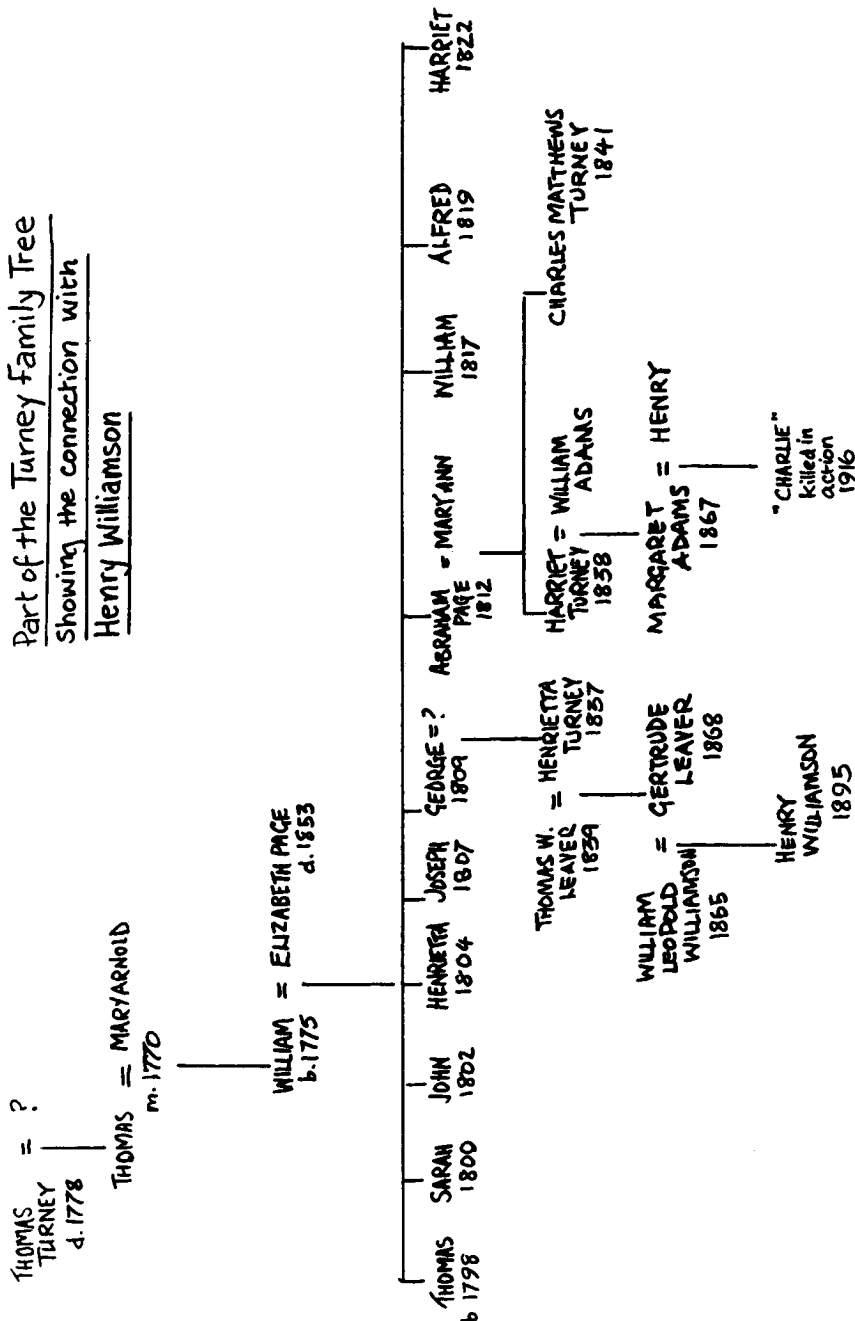 Part of the Turney Family Tree
Showing the connection with
Henry Williamson
THOMAS = ?
TURNEY
d. 1778
THOMAS = MARY ARNOLD
m. 1770
WILLIAM = ELIZABETH PAGE
b. 1775 d. 1853
THOMAS SARAH JOHN HENRIETTA JOSEPH GEORGE = ? ABRAHAM = MARY ANN WILLIAM ALFRED HARRIET
b 1798 1800 1802 1804 1807 1809 PAGE 1817 1819 1822
1812
THOMAS W. = HENRIETTA HARRIET = WILLIAM CHARLES MATTHEWS
LEAVER TURNEY TURNEY ADAMS TURNEY
1839 1837 1838 1841
WILLIAM = GERTRUDE MARGARET = HENRY
LEOPOLD LEAVER ADAMS
WILLIAMSON 1868 1867
1865
HENRY "CHARLIE"
WILLIAMSON killed in
1895 action
1916